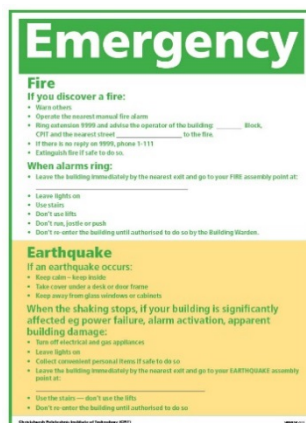 Emergency
Fire
If you discover a fire:
• Warn others
• Operate the nearest manual fire alarm
• Ring extension 9999 and advise the operator of the building: ________ Block,
CPIT and the nearest street ____________________ to the fire.
• If there is no reply on 9999, phone 1-111
• Extinguish fire if safe to do so.
When alarms ring:
• Leave the building immediately by the nearest exit and go to your FIRE assembly point at:
________________________________
• Leave lights on
• Use stairs
• Don't use lifts
• Don't run, jostle or push
• Don't re-enter the building until authorised to do so by the Building Warden.
Earthquake
If an earthquake occurs:
• Keep calm – keep inside
• Take cover under a desk or door frame
• Keep away from glass windows or cabinets
When the shaking stops, if your building is significantly
affected eg power failure, alarm activation, apparent
building damage:
• Turn off electrical and gas appliances
• Leave lights on
• Collect convenient personal items if safe to do so
• Leave the building immediately by the nearest exit and go to your EARTHQUAKE assembly
point at:
________________________________
• Use the stairs — don't use the lifts
• Don't re enter the building until authorised to do so
Christchurch Polytechnic Institute of Technology (CPIT)